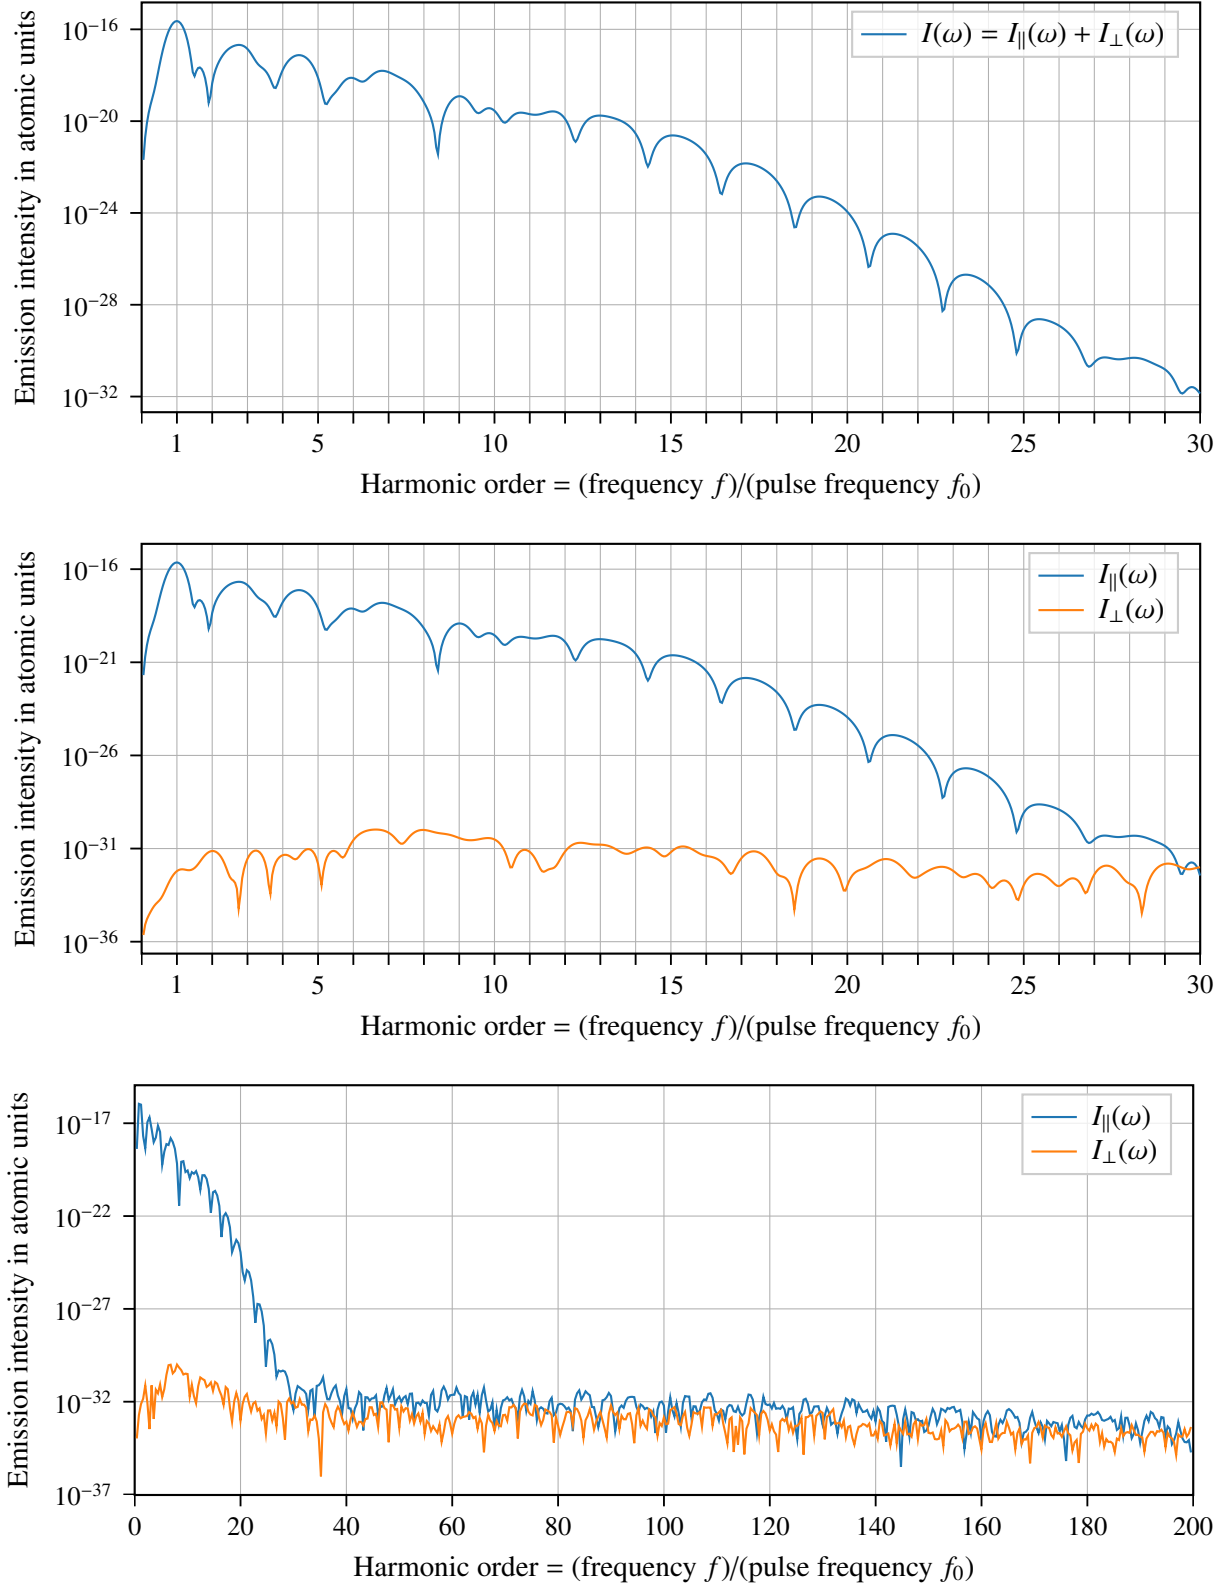 Emission intensity in atomic units
10⁻¹⁶
10⁻²⁰
10⁻²⁴
10⁻²⁸
10⁻³²
I(ω) = I∥(ω) + I⊥(ω)
1 5 10 15 20 25 30
Harmonic order = (frequency f)/(pulse frequency f₀)
Emission intensity in atomic units
10⁻¹⁶
10⁻²¹
10⁻²⁶
10⁻³¹
10⁻³⁶
I∥(ω)
I⊥(ω)
1 5 10 15 20 25 30
Harmonic order = (frequency f)/(pulse frequency f₀)
Emission intensity in atomic units
10⁻¹⁷
10⁻²²
10⁻²⁷
10⁻³²
10⁻³⁷
I∥(ω)
I⊥(ω)
0 20 40 60 80 100 120 140 160 180 200
Harmonic order = (frequency f)/(pulse frequency f₀)